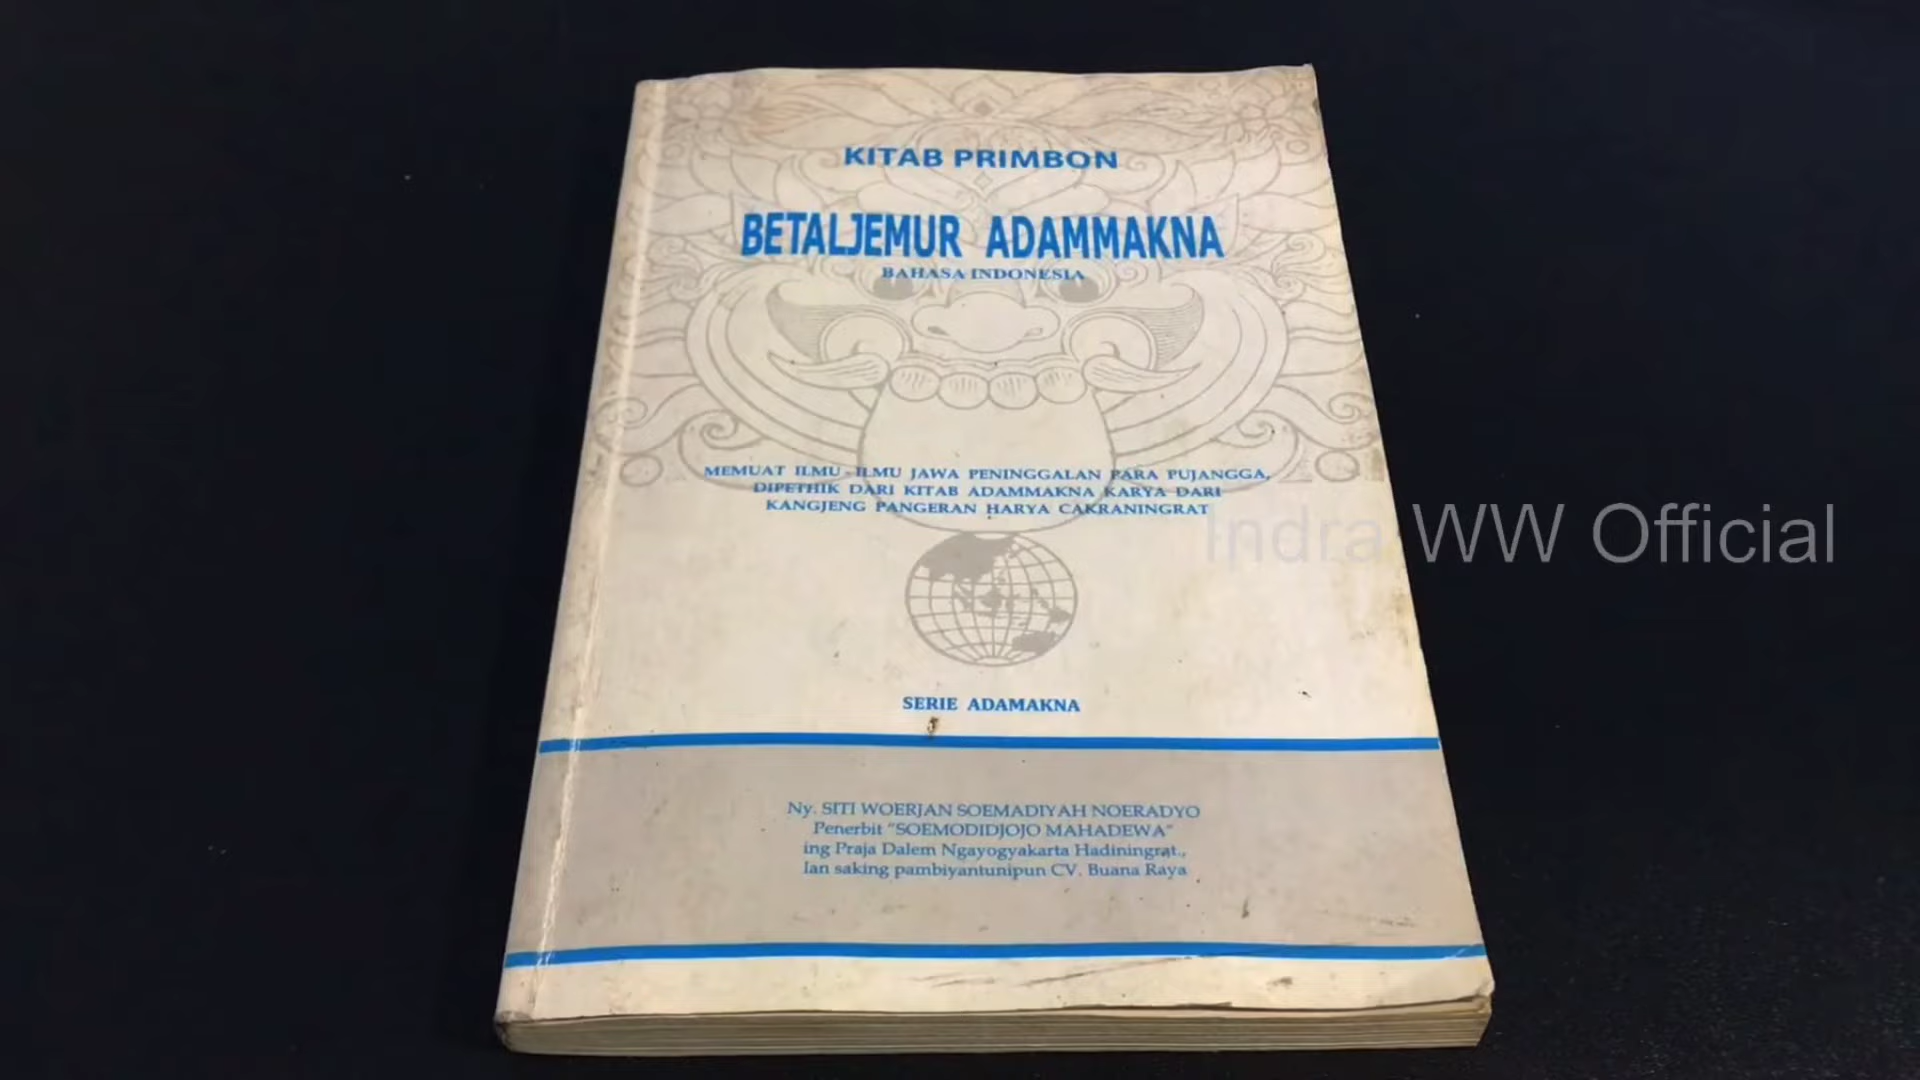 KITAB PRIMBON
BETALJEMUR ADAMMAKNA
BAHASA INDONESIA
MEMUAT ILMU - ILMU JAWA PENINGGALAN PARA PUJANGGA,
DIPETHIK DARI KITAB ADAMMAKNA KARYA DARI
KANGJENG PANGERAN HARYA CAKRANINGRAT
Indra WW Official
SERIE ADAMAKNA
Ny. SITI WOERJAN SOEMADIYAH NOERADYO
Penerbit "SOEMODIDJOJO MAHADEWA"
ing Praja Dalem Ngayogyakarta Hadiningrat.,
lan saking pambiyantunipun CV. Buana Raya